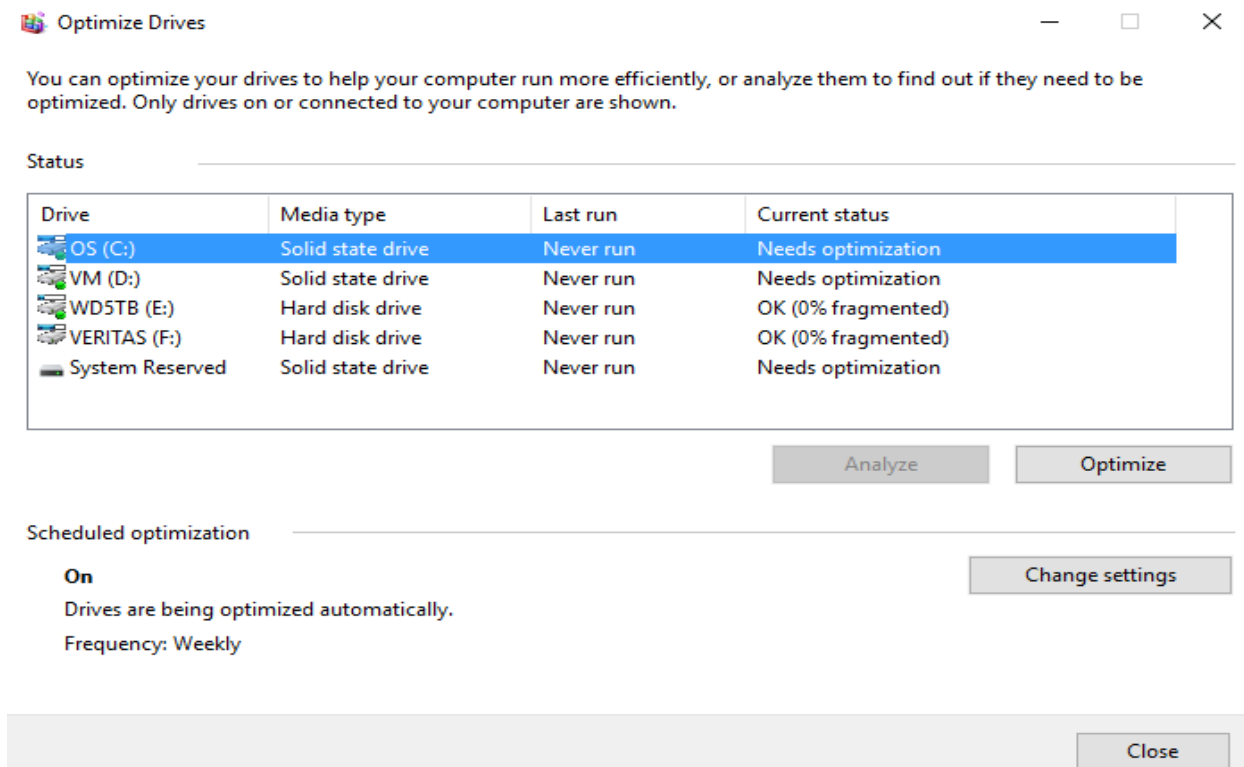 Optimize Drives
You can optimize your drives to help your computer run more efficiently, or analyze them to find out if they need to be
optimized. Only drives on or connected to your computer are shown.
Status
Drive Media type Last run Current status
OS (C:) Solid state drive Never run Needs optimization
VM (D:) Solid state drive Never run Needs optimization
WD5TB (E:) Hard disk drive Never run OK (0% fragmented)
VERITAS (F:) Hard disk drive Never run OK (0% fragmented)
System Reserved Solid state drive Never run Needs optimization
Analyze Optimize
Scheduled optimization
On Change settings
Drives are being optimized automatically.
Frequency: Weekly
Close